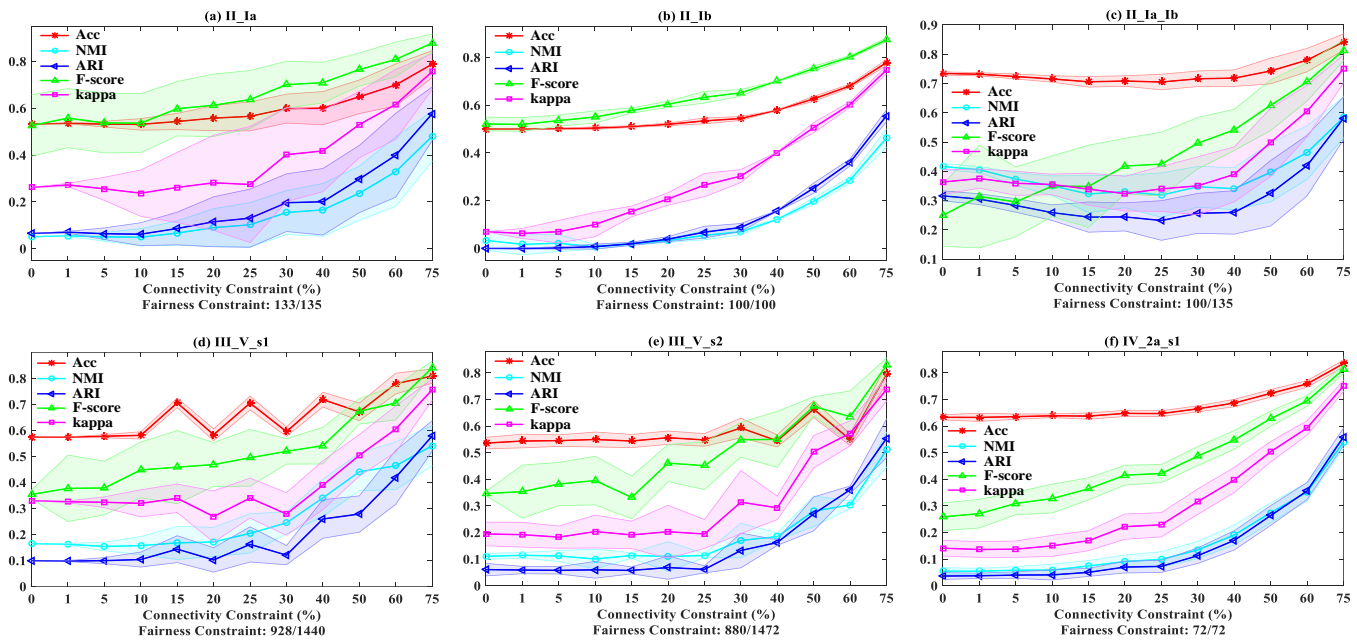 (a) II_Ia
Acc
NMI
ARI
F-score
kappa
0.8
0.6
0.4
0.2
0
0 1 5 10 15 20 25 30 40 50 60 75
Connectivity Constraint (%)
Fairness Constraint: 133/135
(b) II_Ib
Acc
NMI
ARI
F-score
kappa
0.8
0.6
0.4
0.2
0
0 1 5 10 15 20 25 30 40 50 60 75
Connectivity Constraint (%)
Fairness Constraint: 100/100
(c) II_Ia_Ib
0.9
0.8
0.7
0.6
0.5
0.4
0.3
0.2
0.1
Acc
NMI
ARI
F-score
kappa
0 1 5 10 15 20 25 30 40 50 60 75
Connectivity Constraint (%)
Fairness Constraint: 100/135
(d) III_V_s1
Acc
NMI
ARI
F-score
kappa
0.8
0.7
0.6
0.5
0.4
0.3
0.2
0.1
0
0 1 5 10 15 20 25 30 40 50 60 75
Connectivity Constraint (%)
Fairness Constraint: 928/1440
(e) III_V_s2
Acc
NMI
ARI
F-score
kappa
0.8
0.7
0.6
0.5
0.4
0.3
0.2
0.1
0
0 1 5 10 15 20 25 30 40 50 60 75
Connectivity Constraint (%)
Fairness Constraint: 880/1472
(f) IV_2a_s1
0.8
0.7
0.6
0.5
0.4
0.3
0.2
0.1
0
Acc
NMI
ARI
F-score
kappa
0 1 5 10 15 20 25 30 40 50 60 75
Connectivity Constraint (%)
Fairness Constraint: 72/72